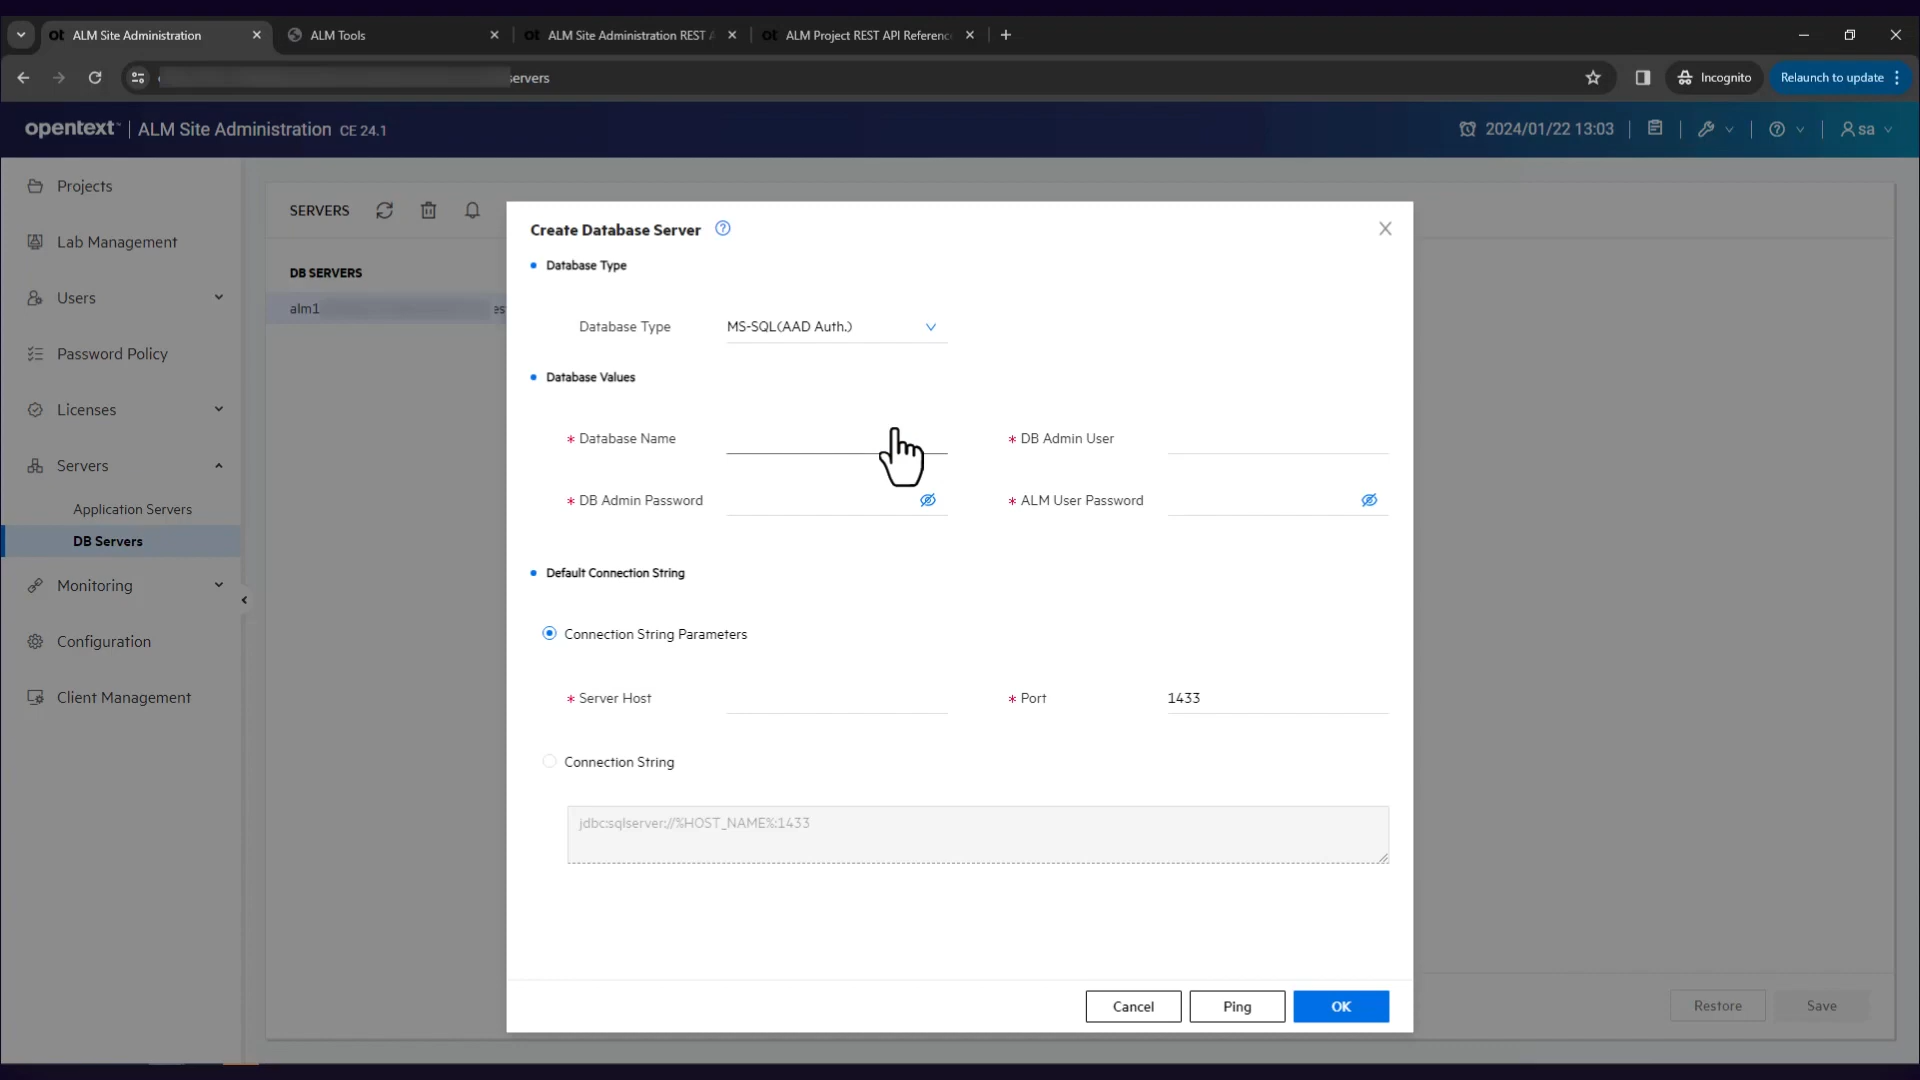 ot ALM Site Administration
ALM Tools
ot ALM Site Administration REST A
ot ALM Project REST API Reference
servers
Incognito
Relaunch to update
opentext™ | ALM Site Administration CE 24.1
2024/01/22 13:03
sa
Projects
Lab Management
Users
Password Policy
Licenses
Servers
Application Servers
DB Servers
Monitoring
Configuration
Client Management
SERVERS
DB SERVERS
alm1
es
Create Database Server
Database Type
Database Type MS-SQL(AAD Auth.)
Database Values
* Database Name
* DB Admin User
* DB Admin Password
* ALM User Password
Default Connection String
Connection String Parameters
* Server Host
* Port 1433
Connection String
jdbc:sqlserver://%HOST_NAME%:1433
Cancel
Ping
OK
Restore
Save